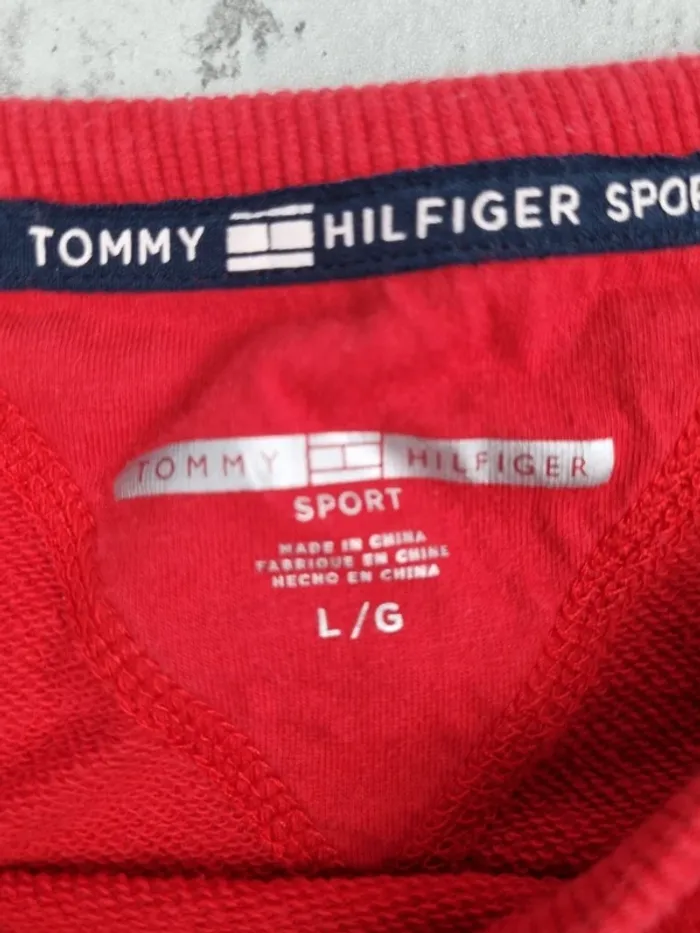 TOMMY HILFIGER SPOR
TOMMY HILFIGER
SPORT
MADE IN CHINA
FABRIQUE EN CHINE
HECHO EN CHINA
L/G